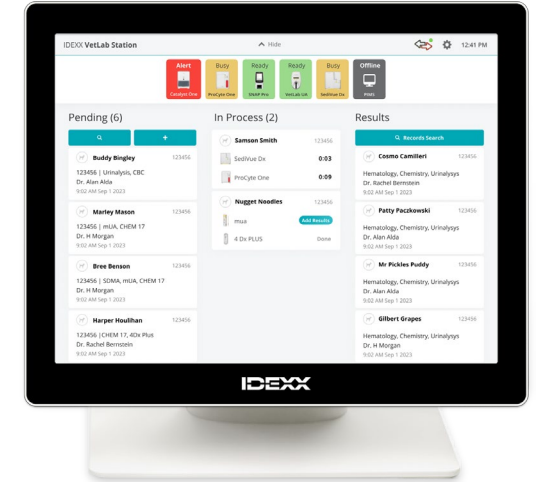 IDEXX VetLab Station
Hide
12:41 PM
Alert
Catalyst One
Busy
ProCyte One
Ready
SNAP Pro
Ready
VetLab UA
Busy
SediVue Dx
Offline
PIMS
Pending (6)
+
Buddy Bingley 123456
123456 | Urinalysis, CBC
Dr. Alan Alda
9:02 AM Sep 1 2023
Marley Mason 123456
123456 | mUA, CHEM 17
Dr. H Morgan
9:02 AM Sep 1 2023
Bree Benson 123456
123456 | SDMA, mUA, CHEM 17
Dr. H Morgan
9:02 AM Sep 1 2023
Harper Houlihan 123456
123456 |CHEM 17, 4Dx Plus
Dr. Rachel Bernistein
9:02 AM Sep 1 2023
In Process (2)
Samson Smith 123456
SediVue Dx 0:03
ProCyte One 0:09
Nugget Noodles 123456
mua Add Results
4 Dx PLUS Done
Results
Records Search
Cosmo Camilleri 123456
Hematology, Chemistry, Urinalysys
Dr. Rachel Bernstein
9:02 AM Sep 1 2023
Patty Paczkowski 123456
Hematology, Chemistry, Urinalysys
Dr. Alan Alda
9:02 AM Sep 1 2023
Mr Pickles Puddy 123456
Hematology, Chemistry, Urinalysys
Dr. Alan Alda
9:02 AM Sep 1 2023
Gilbert Grapes 123456
Hematology, Chemistry, Urinalysys
Dr. H Morgan
9:02 AM Sep 1 2023
IDEXX